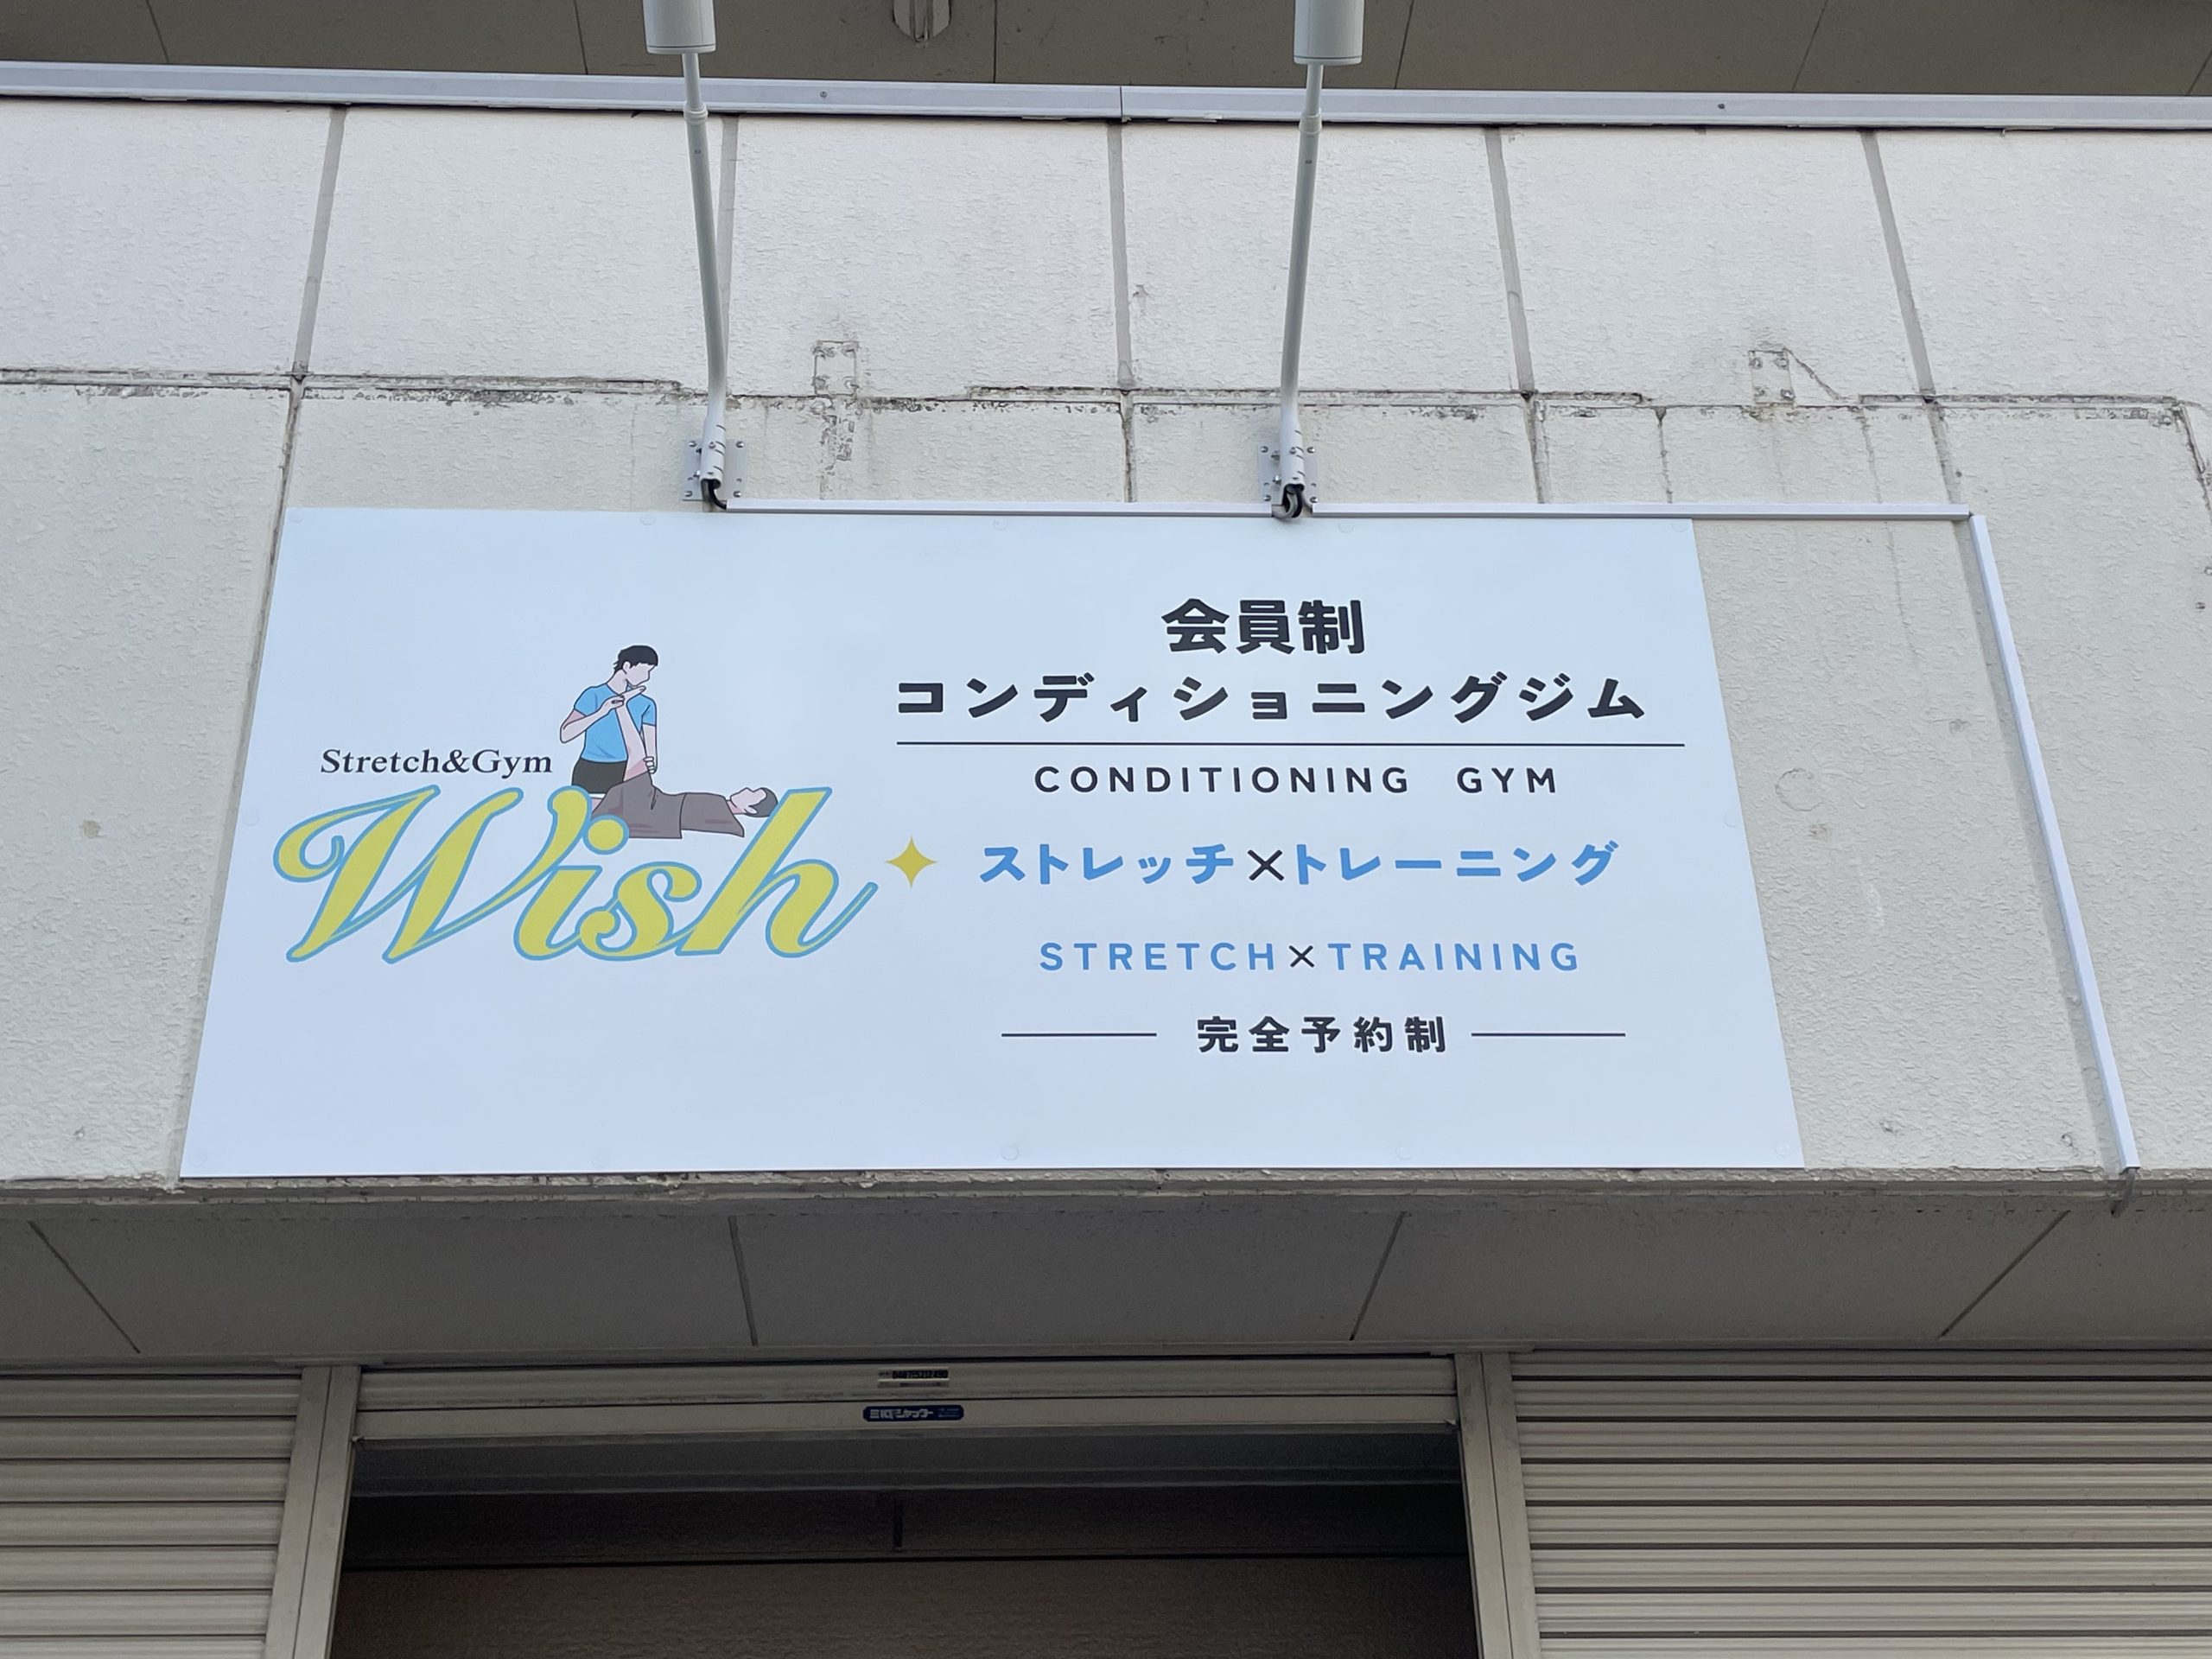 Stretch&Gym
Wish
会員制
コンディショニングジム
CONDITIONING GYM
ストレッチ×トレーニング
STRETCH×TRAINING
完全予約制